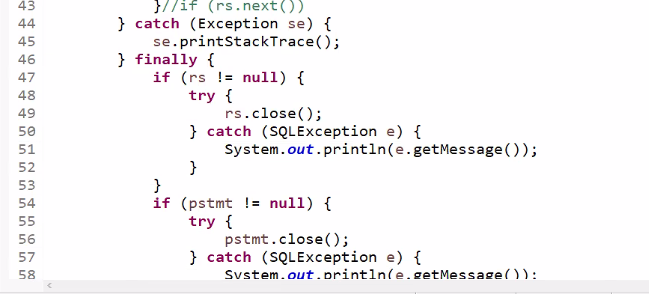 43 }//if (rs.next())
44 } catch (Exception se) {
45 se.printStackTrace();
46 } finally {
47 if (rs != null) {
48 try {
49 rs.close();
50 } catch (SQLException e) {
51 System.out.println(e.getMessage());
52 }
53 }
54 if (pstmt != null) {
55 try {
56 pstmt.close();
57 } catch (SQLException e) {
58 System.out.println(e.getMessage());